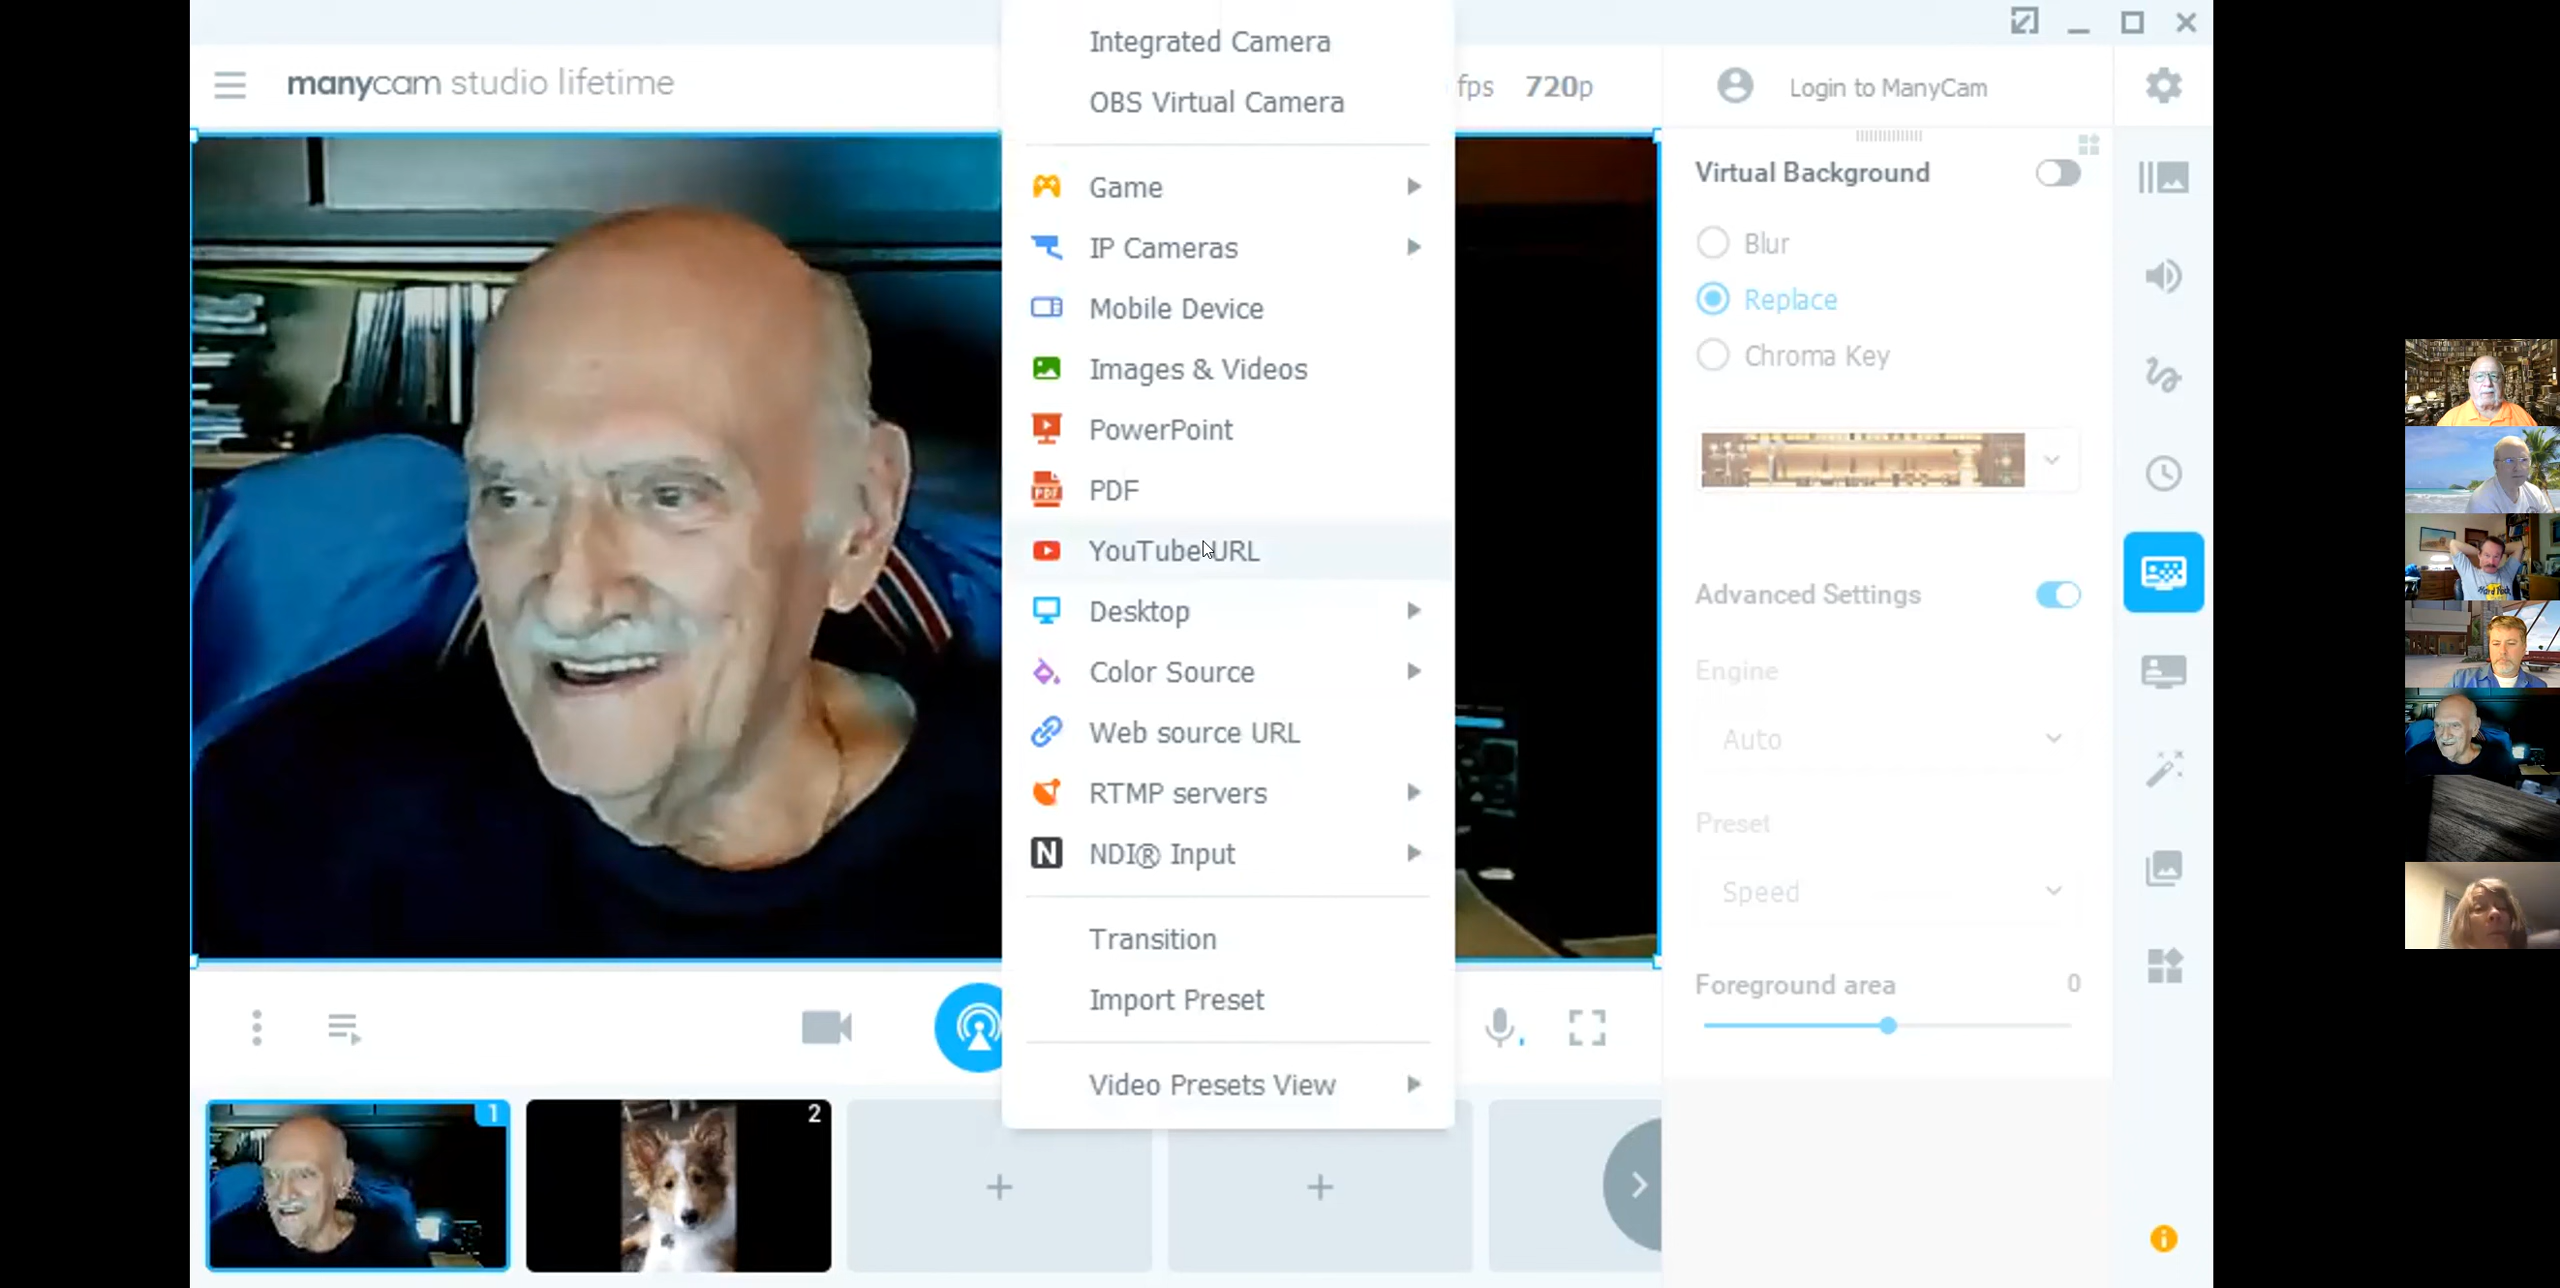 manycam studio lifetime
fps 720p
Login to ManyCam
Integrated Camera
OBS Virtual Camera
Game
IP Cameras
Mobile Device
Images & Videos
PowerPoint
PDF
PDF
YouTube URL
Desktop
Color Source
Web source URL
RTMP servers
N
NDI® Input
Transition
Import Preset
Video Presets View
Virtual Background
Blur
Replace
Chroma Key
Advanced Settings
Engine
Auto
Preset
Speed
Foreground area 0
1
2